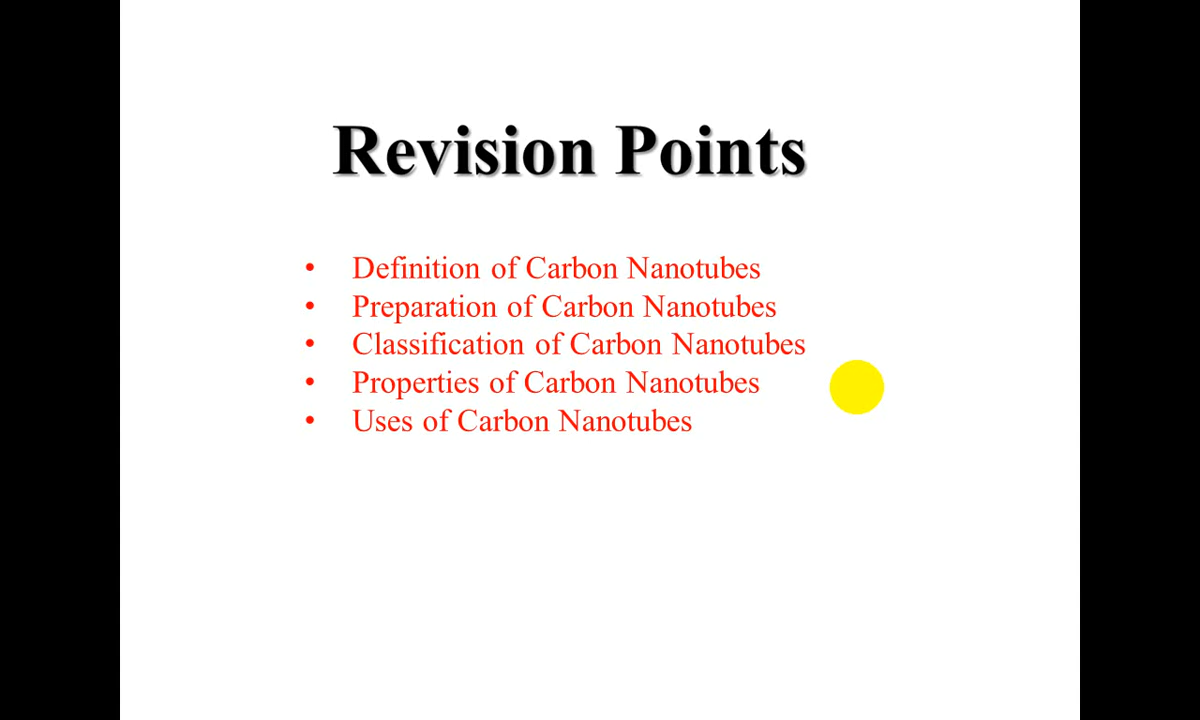 Revision Points
• Definition of Carbon Nanotubes
• Preparation of Carbon Nanotubes
• Classification of Carbon Nanotubes
• Properties of Carbon Nanotubes
• Uses of Carbon Nanotubes